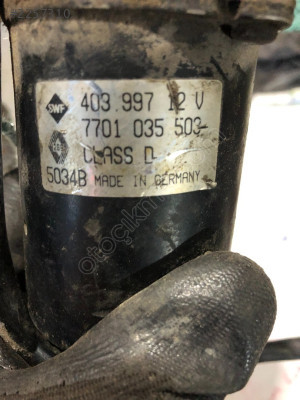 SWF
403.997 12 V
7701 035 503
CLASS D
5034B MADE IN GERMANY